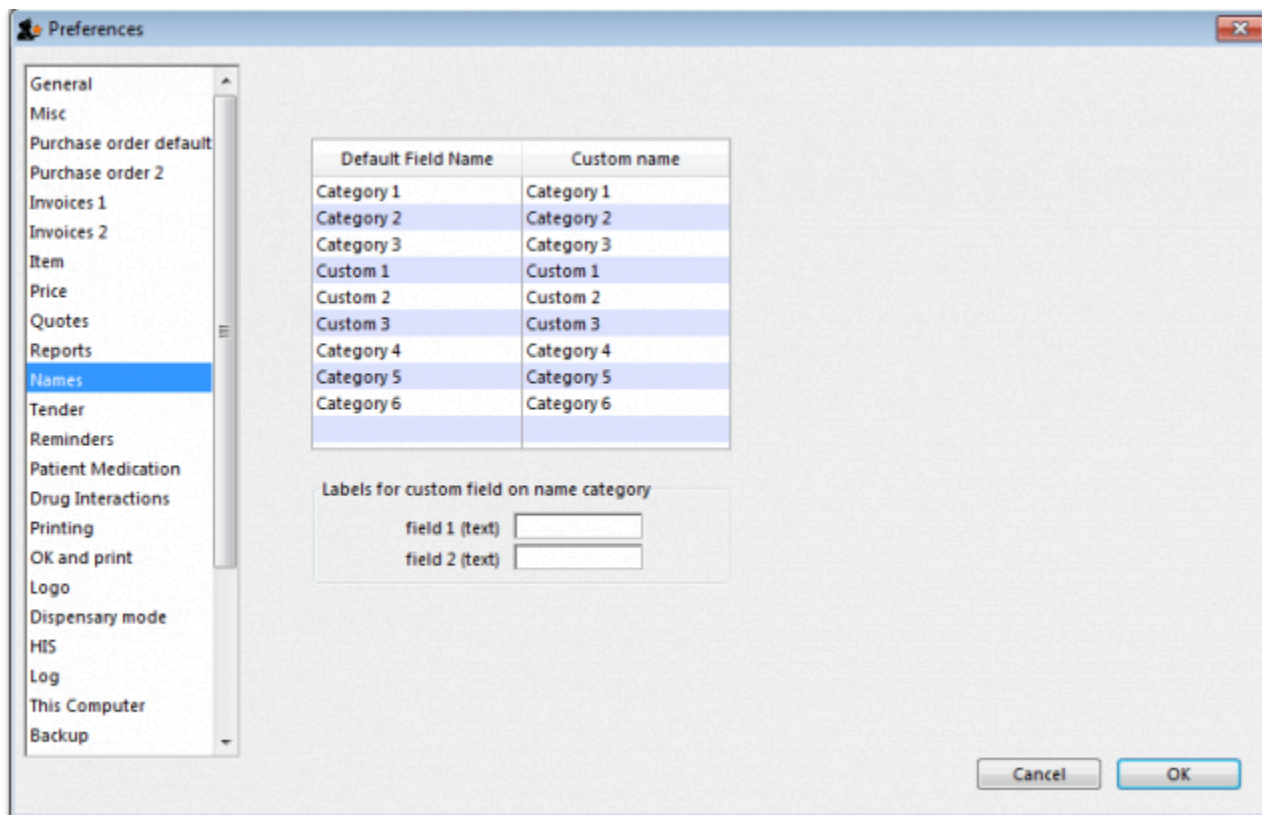 Preferences
General
Misc
Purchase order default
Purchase order 2
Invoices 1
Invoices 2
Item
Price
Quotes
Reports
Names
Tender
Reminders
Patient Medication
Drug Interactions
Printing
OK and print
Logo
Dispensary mode
HIS
Log
This Computer
Backup
Default Field Name Custom name
Category 1 Category 1
Category 2 Category 2
Category 3 Category 3
Custom 1 Custom 1
Custom 2 Custom 2
Custom 3 Custom 3
Category 4 Category 4
Category 5 Category 5
Category 6 Category 6
Labels for custom field on name category
field 1 (text)
field 2 (text)
Cancel OK